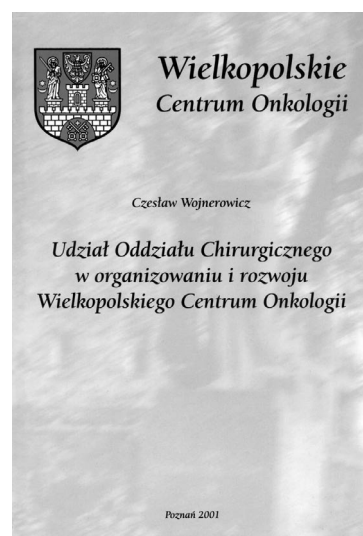 Wielkopolskie
Centrum Onkologii
Czesław Wojnerowicz
Udział Oddziału Chirurgicznego
w organizowaniu i rozwoju
Wielkopolskiego Centrum Onkologii
Poznań 2001